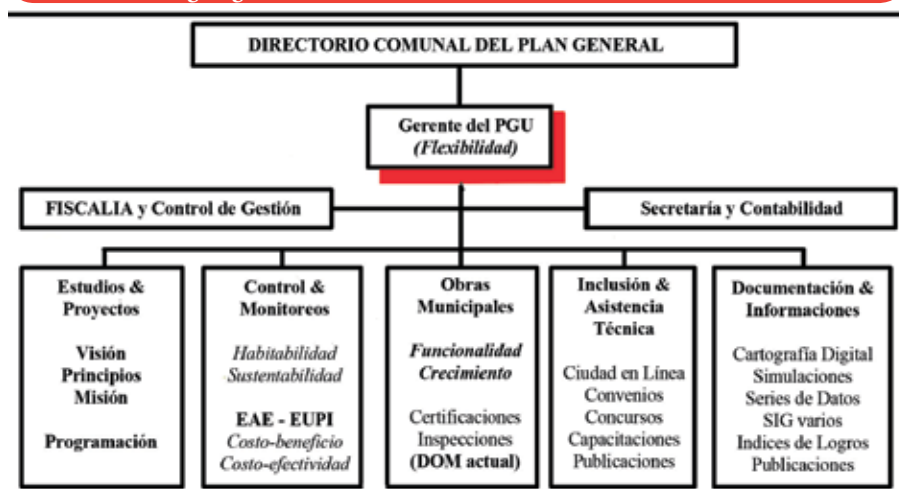 DIRECTORIO COMUNAL DEL PLAN GENERAL
Gerente del PGU
(Flexibilidad)
FISCALIA y Control de Gestión
Secretaría y Contabilidad
Estudios &
Proyectos
Visión
Principios
Misión
Programación
Control &
Monitoreos
Habitabilidad
Sustentabilidad
EAE - EUPI
Costo-beneficio
Costo-efectividad
Obras
Municipales
Funcionalidad
Crecimiento
Certificaciones
Inspecciones
(DOM actual)
Inclusión &
Asistencia
Técnica
Ciudad en Línea
Convenios
Concursos
Capacitaciones
Publicaciones
Documentación &
Informaciones
Cartografía Digital
Simulaciones
Series de Datos
SIG varios
Indices de Logros
Publicaciones